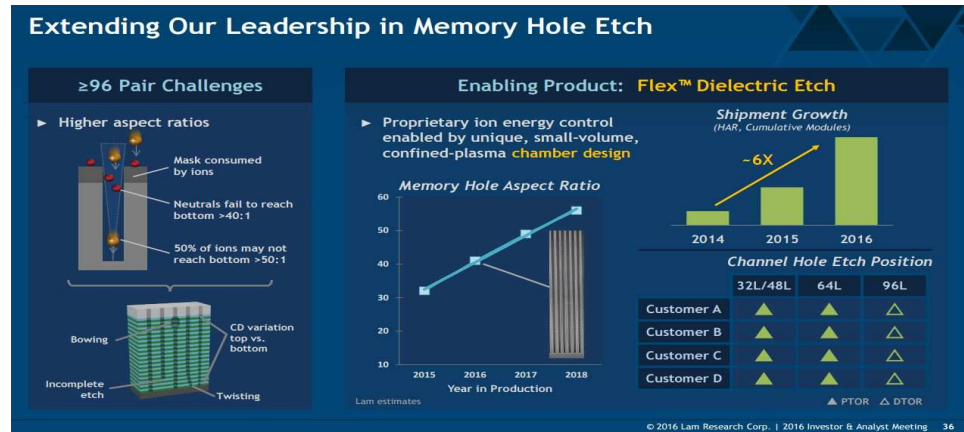 Extending Our Leadership in Memory Hole Etch
≥96 Pair Challenges
► Higher aspect ratios
Mask consumed
by ions
Neutrals fail to reach
bottom >40:1
50% of ions may not
reach bottom >50:1
Bowing
CD variation
top vs.
bottom
Incomplete
etch
Twisting
Enabling Product: Flex™ Dielectric Etch
► Proprietary ion energy control
enabled by unique, small-volume,
confined-plasma chamber design
Memory Hole Aspect Ratio
60
50
40
30
20
10
2015 2016 2017 2018
Year in Production
Lam estimates
Shipment Growth
(HAR, Cumulative Modules)
~6X
2014 2015 2016
Channel Hole Etch Position
32L/48L 64L 96L
Customer A ▲ ▲ △
Customer B ▲ ▲ △
Customer C ▲ ▲ △
Customer D ▲ ▲ △
▲ PTOR △ DTOR
© 2016 Lam Research Corp. | 2016 Investor & Analyst Meeting 36